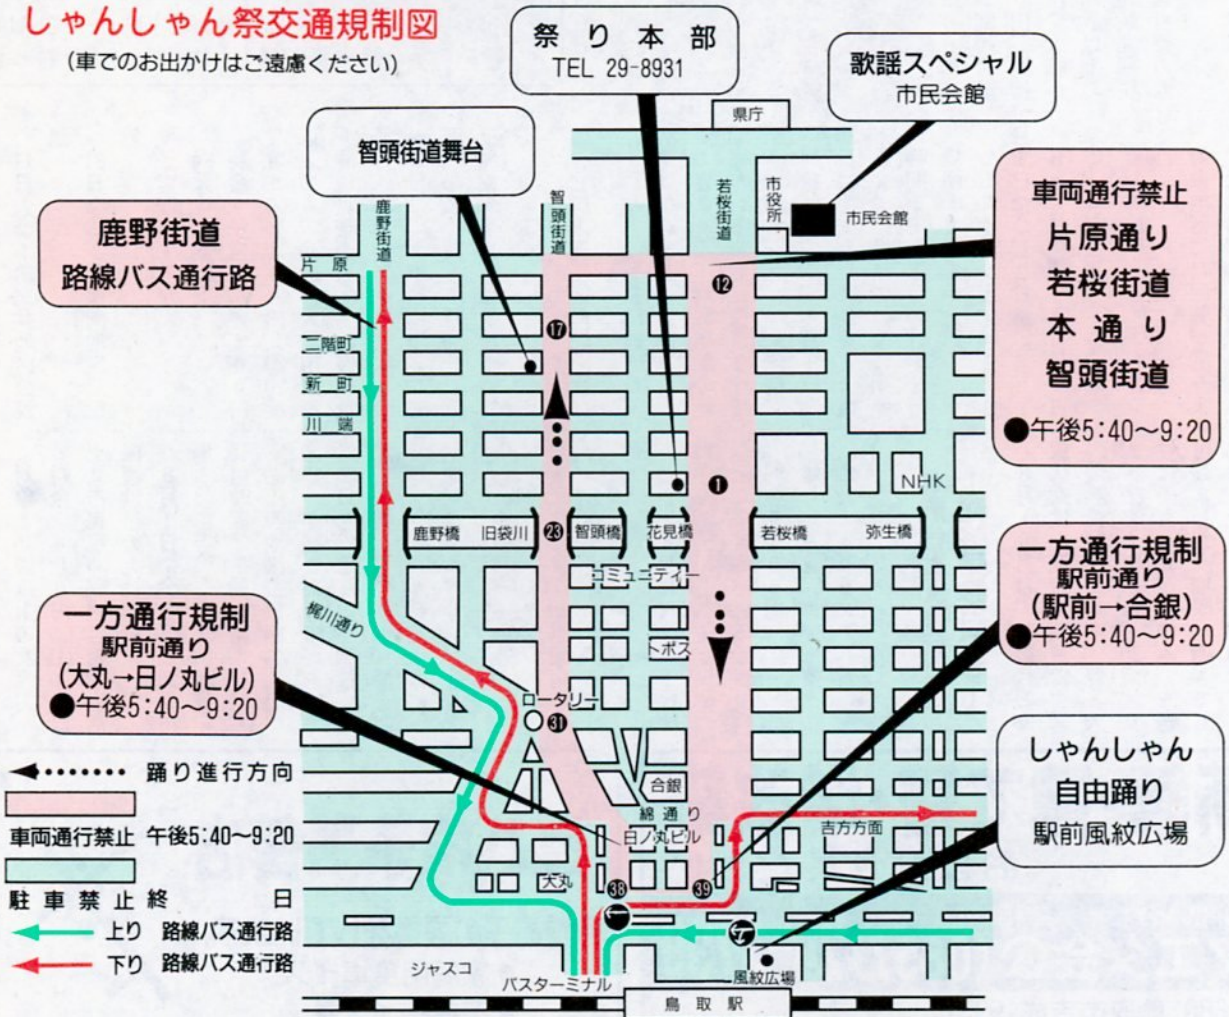 しゃんしゃん祭交通規制図
(車でのお出かけはご遠慮ください)
祭り本部
TEL 29-8931
歌謡スペシャル
市民会館
智頭街道舞台
県庁
鹿野街道
路線バス通行路
鹿野街道
智頭街道
若桜街道
市役所
市民会館
車両通行禁止
片原通り
若桜街道
本通り
智頭街道
●午後5:40〜9:20
片原
二階町
新町
川端
⓬
⓱
❶
NHK
鹿野橋
旧袋川
㉓
智頭橋
花見橋
若桜橋
弥生橋
コミュニティー
トポス
梶川通り
ロータリー
㉛
合銀
綿通り
日ノ丸ビル
吉方方面
大丸
㊳
㊴
一方通行規制
駅前通り
(駅前→合銀)
●午後5:40〜9:20
一方通行規制
駅前通り
(大丸→日ノ丸ビル)
●午後5:40〜9:20
しゃんしゃん
自由踊り
駅前風紋広場
踊り進行方向
車両通行禁止 午後5:40〜9:20
駐車禁止終日
上り 路線バス通行路
下り 路線バス通行路
ジャスコ
バスターミナル
風紋広場
鳥取駅